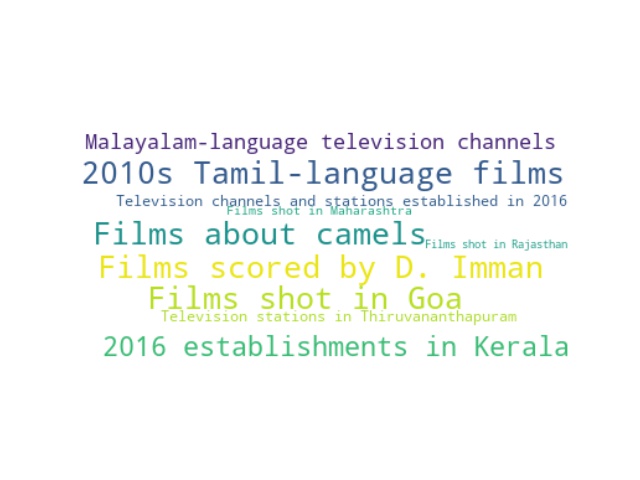 Malayalam-language television channels
2010s Tamil-language films
Television channels and stations established in 2016
Films shot in Maharashtra
Films about camels
Films shot in Rajasthan
Films scored by D. Imman
Films shot in Goa
Television stations in Thiruvananthapuram
2016 establishments in Kerala